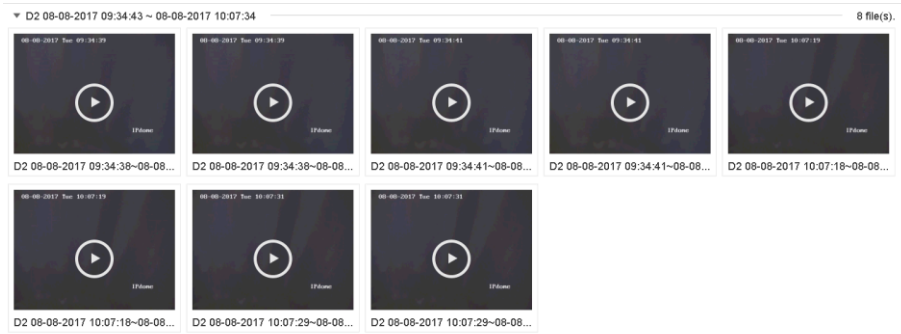 D2 08-08-2017 09:34:43 ~ 08-08-2017 10:07:34 8 file(s).
08-08-2017 Tue 09:34:39
IPdome
D2 08-08-2017 09:34:38~08-08...
08-08-2017 Tue 09:34:39
IPdome
D2 08-08-2017 09:34:38~08-08...
08-08-2017 Tue 09:34:41
IPdome
D2 08-08-2017 09:34:41~08-08...
08-08-2017 Tue 09:34:41
IPdome
D2 08-08-2017 09:34:41~08-08...
08-08-2017 Tue 10:07:19
IPdome
D2 08-08-2017 10:07:18~08-08...
08-08-2017 Tue 10:07:19
IPdome
D2 08-08-2017 10:07:18~08-08...
08-08-2017 Tue 10:07:31
IPdome
D2 08-08-2017 10:07:29~08-08...
08-08-2017 Tue 10:07:31
IPdome
D2 08-08-2017 10:07:29~08-08...